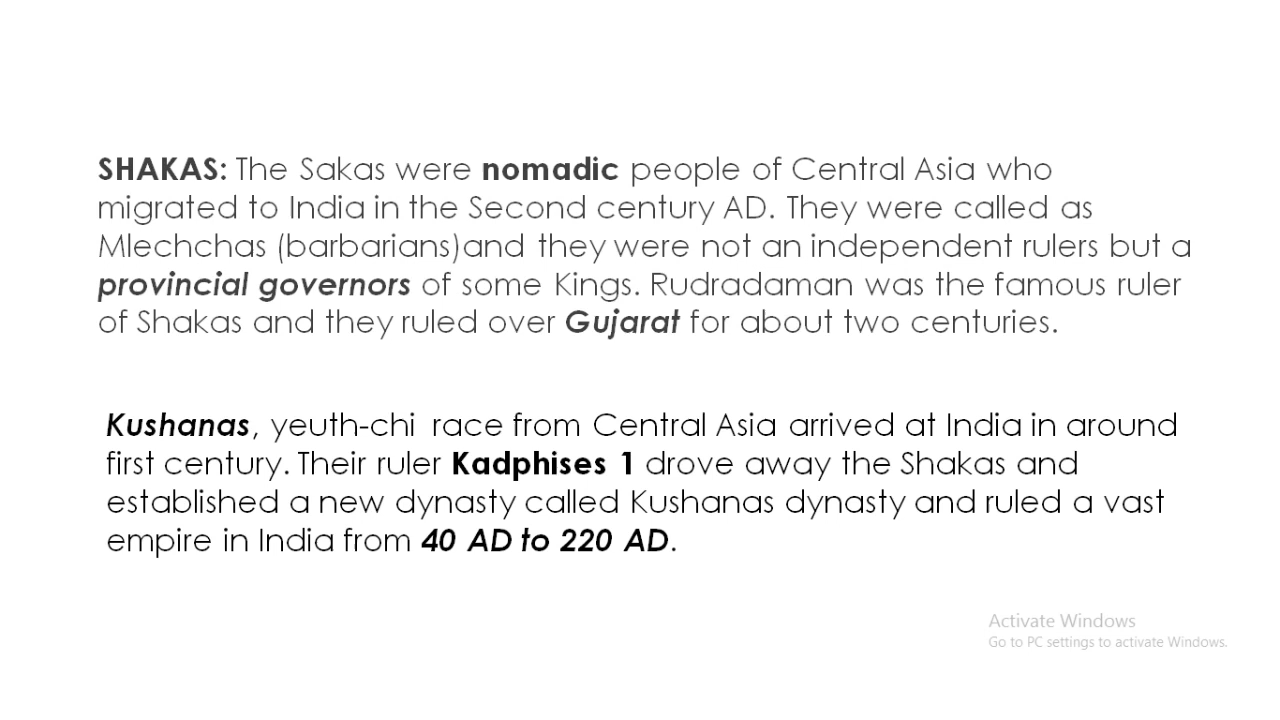 SHAKAS: The Sakas were nomadic people of Central Asia who
migrated to India in the Second century AD. They were called as
Mlechchas (barbarians)and they were not an independent rulers but a
provincial governors of some Kings. Rudradaman was the famous ruler
of Shakas and they ruled over Gujarat for about two centuries.
Kushanas, yeuth-chi race from Central Asia arrived at India in around
first century. Their ruler Kadphises 1 drove away the Shakas and
established a new dynasty called Kushanas dynasty and ruled a vast
empire in India from 40 AD to 220 AD.
Activate Windows
Go to PC settings to activate Windows.